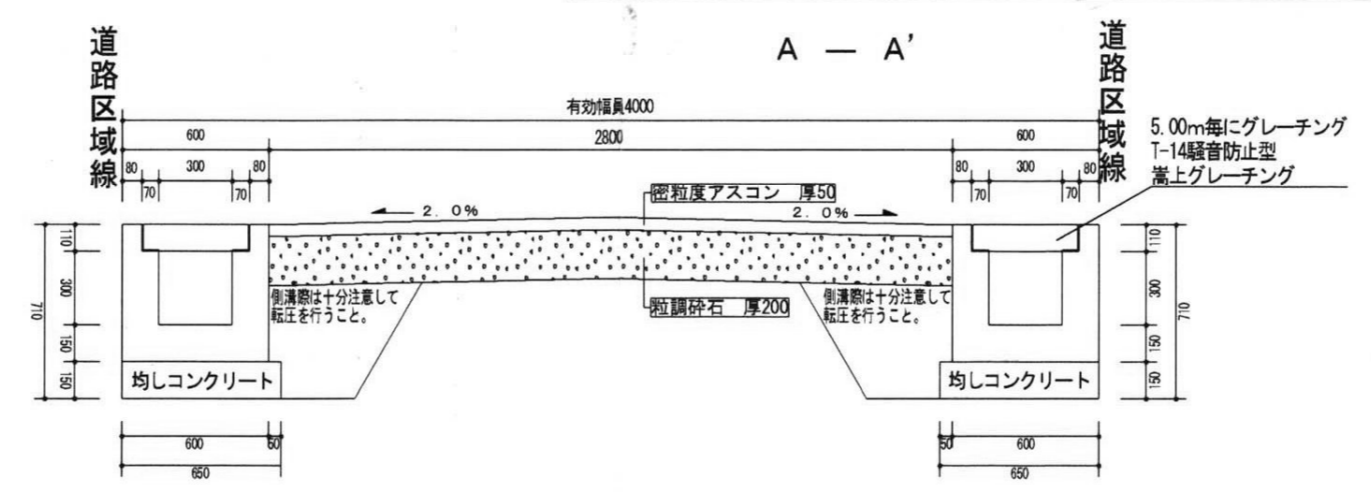 A — A'
道路区域線
道路区域線
有効幅員4000
600
2800
600
80
300
80
80
300
80
70
70
70
70
5.00m毎にグレーチング
T-14騒音防止型
嵩上グレーチング
密粒度アスコン 厚50
2.0%
2.0%
110
300
150
150
710
110
300
150
150
710
側溝際は十分注意して
転圧を行うこと。
粒調砕石 厚200
側溝際は十分注意して
転圧を行うこと。
均しコンクリート
均しコンクリート
600
50
650
50
600
650